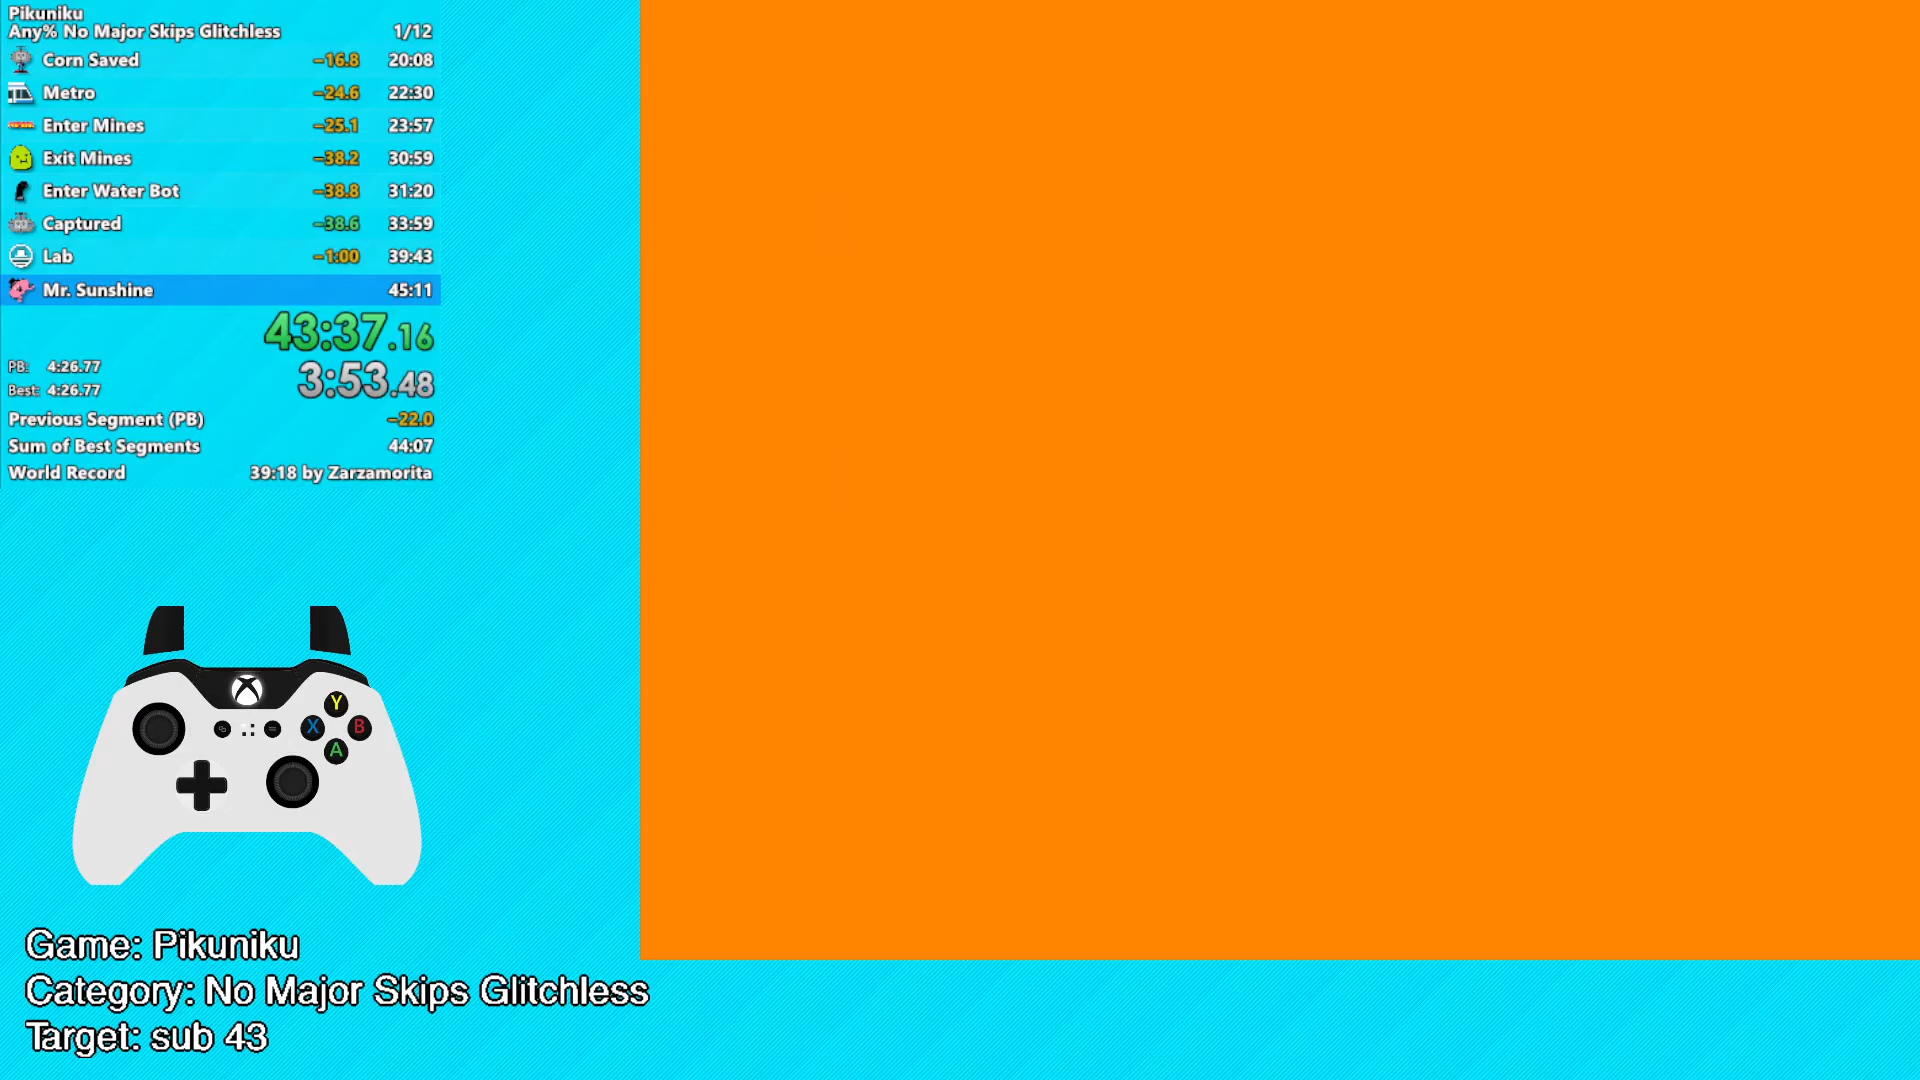 Pikuniku
Any% No Major Skips Glitchless 1/12
Corn Saved -16.8 20:08
Metro -24.6 22:30
Enter Mines -25.1 23:57
Exit Mines -38.2 30:59
Enter Water Bot -38.8 31:20
Captured -38.6 33:59
Lab -1:00 39:43
Mr. Sunshine 45:11
43:37.16
PB: 4:26.77
3:53.48
Best: 4:26.77
Previous Segment (PB) -22.0
Sum of Best Segments 44:07
World Record 39:18 by Zarzamorita
Y
X B
A
Game: Pikuniku
Category: No Major Skips Glitchless
Target: sub 43